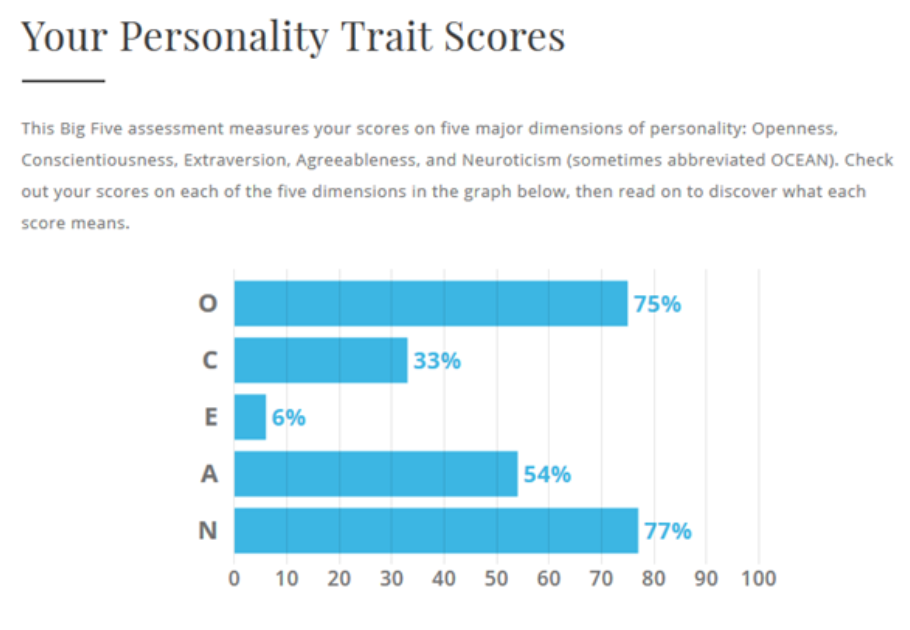 Your Personality Trait Scores
This Big Five assessment measures your scores on five major dimensions of personality: Openness,
Conscientiousness, Extraversion, Agreeableness, and Neuroticism (sometimes abbreviated OCEAN). Check
out your scores on each of the five dimensions in the graph below, then read on to discover what each
score means.
O 75%
C 33%
E 6%
A 54%
N 77%
0 10 20 30 40 50 60 70 80 90 100